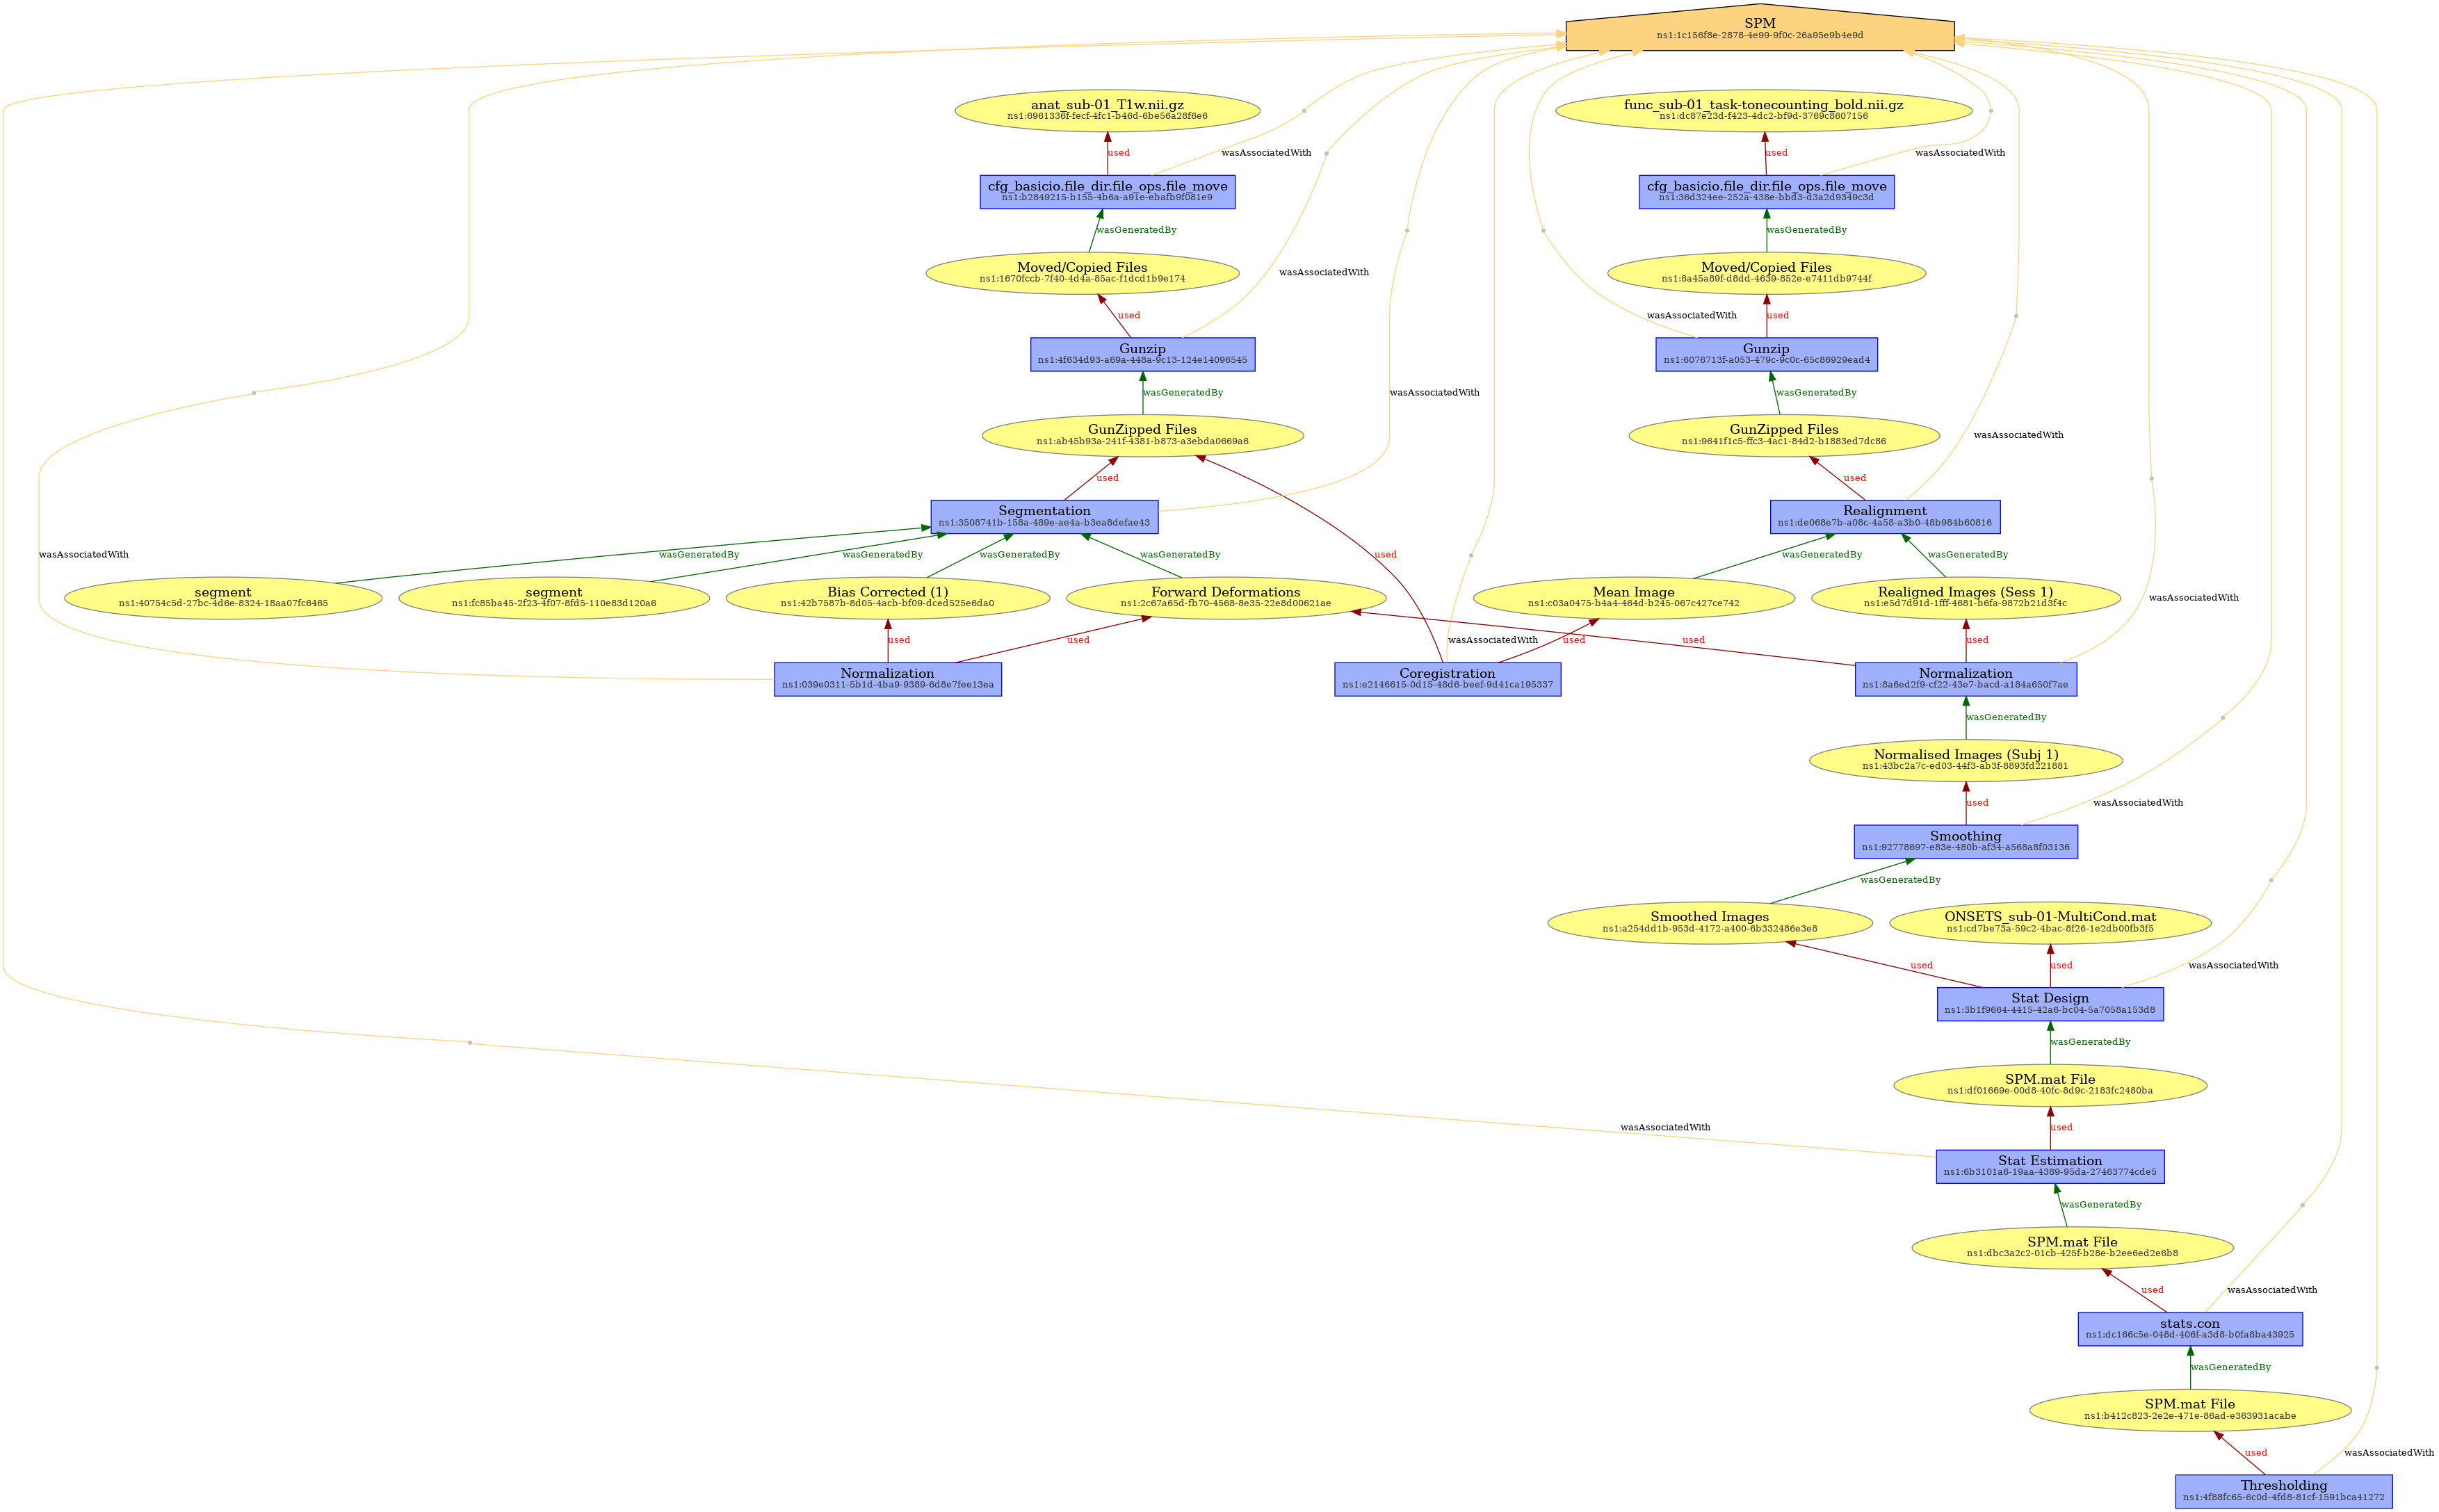 SPM
ns1:1c156f8e-2878-4e99-9f0c-26a95e9b4e9d
anat_sub-01_T1w.nii.gz
ns1:6961336f-fecf-4fc1-b46d-6be56a28f6e6
func_sub-01_task-tonecounting_bold.nii.gz
ns1:dc87e23d-f423-4dc2-bf9d-3769c8607156
used
wasAssociatedWith
used
wasAssociatedWith
cfg_basicio.file_dir.file_ops.file_move
ns1:b2849215-b155-4b6a-a91e-ebafb9f081e9
cfg_basicio.file_dir.file_ops.file_move
ns1:36d324ee-252a-438e-bbd3-d3a2d9349c3d
wasGeneratedBy
wasGeneratedBy
Moved/Copied Files
ns1:1670fccb-7f40-4d4a-85ac-f1dcd1b9e174
wasAssociatedWith
Moved/Copied Files
ns1:8a45a89f-d8dd-4639-852e-e7411db9744f
used
wasAssociatedWith
used
Gunzip
ns1:4f634d93-a69a-448a-9c13-124e14096545
Gunzip
ns1:6076713f-a053-479c-9c0c-65c86929ead4
wasGeneratedBy
wasAssociatedWith
wasGeneratedBy
GunZipped Files
ns1:ab45b93a-241f-4381-b873-a3ebda0669a6
GunZipped Files
ns1:9641f1c5-ffc3-4ac1-84d2-b1883ed7dc86
wasAssociatedWith
used
used
Segmentation
ns1:3508741b-158a-489e-ae4a-b3ea8defae43
Realignment
ns1:de068e7b-a08c-4a58-a3b0-48b984b60816
wasAssociatedWith
wasGeneratedBy
wasGeneratedBy
wasGeneratedBy
wasGeneratedBy
used
wasGeneratedBy
wasGeneratedBy
segment
ns1:40754c5d-27bc-4d6e-8324-18aa07fc6465
segment
ns1:fc85ba45-2f23-4f07-8fd5-110e83d120a6
Bias Corrected (1)
ns1:42b7587b-8d05-4acb-bf09-dced525e6da0
Forward Deformations
ns1:2c67a65d-fb70-4568-8e35-22e8d00621ae
Mean Image
ns1:c03a0475-b4a4-464d-b245-067c427ce742
Realigned Images (Sess 1)
ns1:e5d7d91d-1fff-4681-b6fa-9872b21d3f4c
wasAssociatedWith
used
used
wasAssociatedWith
used
used
used
Normalization
ns1:039e0311-5b1d-4ba9-9389-6d8e7fee13ea
Coregistration
ns1:e2146615-0d15-48d6-beef-9d41ca195337
Normalization
ns1:8a6ed2f9-cf22-43e7-bacd-a184a650f7ae
wasGeneratedBy
Normalised Images (Subj 1)
ns1:43bc2a7c-ed03-44f3-ab3f-8893fd221881
used
wasAssociatedWith
Smoothing
ns1:92778697-e83e-480b-af34-a568a8f03136
wasGeneratedBy
Smoothed Images
ns1:a254dd1b-953d-4172-a400-6b332486e3e8
ONSETS_sub-01-MultiCond.mat
ns1:cd7be73a-59c2-4bac-8f26-1e2db00fb3f5
used
used
wasAssociatedWith
Stat Design
ns1:3b1f9664-4415-42a6-bc04-5a7058a153d8
wasGeneratedBy
SPM.mat File
ns1:df01669e-00d8-40fc-8d9c-2183fc2480ba
wasAssociatedWith
used
Stat Estimation
ns1:6b3101a6-19aa-4389-95da-27463774cde5
wasGeneratedBy
SPM.mat File
ns1:dbc3a2c2-01cb-425f-b28e-b2ee6ed2e6b8
used
wasAssociatedWith
stats.con
ns1:dc166c5e-048d-406f-a3d8-b0fa8ba43925
wasGeneratedBy
SPM.mat File
ns1:b412c823-2e2e-471e-86ad-e363931acabe
used
wasAssociatedWith
Thresholding
ns1:4f88fc65-6c0d-4fd8-81cf-1591bca41272